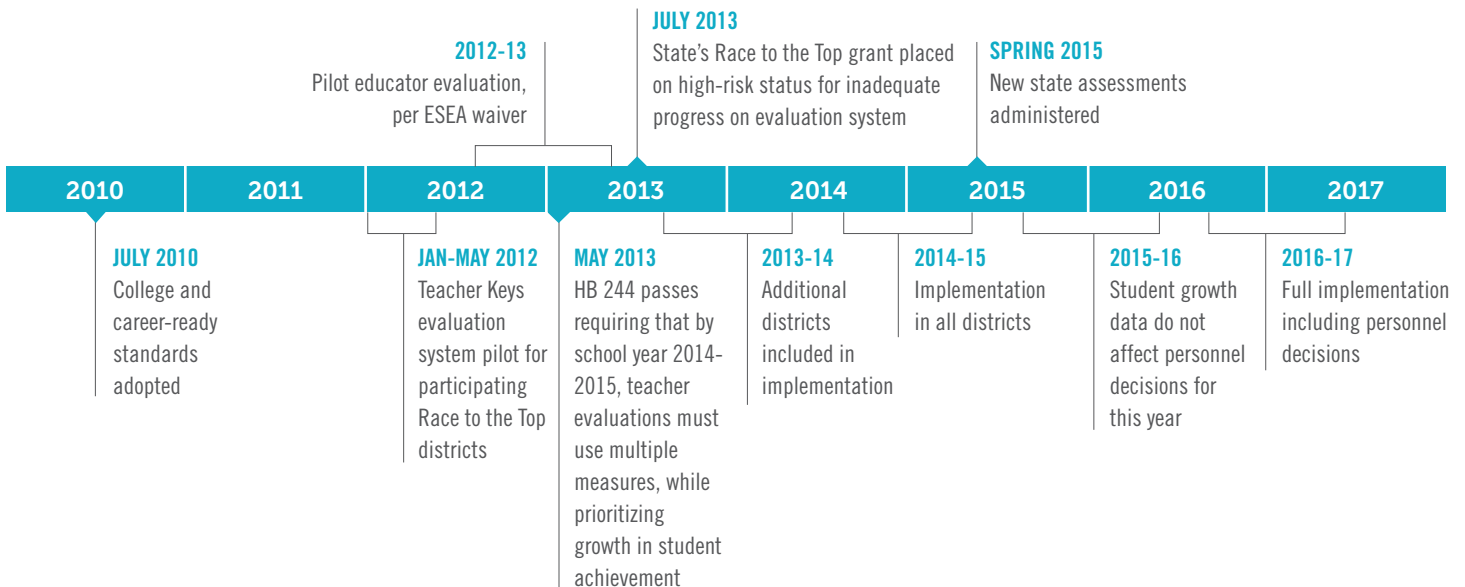 JULY 2013
State's Race to the Top grant placed
on high-risk status for inadequate
progress on evaluation system
2012-13
Pilot educator evaluation,
per ESEA waiver
SPRING 2015
New state assessments
administered
2010
2011
2012
2013
2014
2015
2016
2017
JULY 2010
College and
career-ready
standards
adopted
JAN-MAY 2012
Teacher Keys
evaluation
system pilot for
participating
Race to the Top
districts
MAY 2013
HB 244 passes
requiring that by
school year 2014-
2015, teacher
evaluations must
use multiple
measures, while
prioritizing
growth in student
achievement
2013-14
Additional
districts
included in
implementation
2014-15
Implementation
in all districts
2015-16
Student growth
data do not
affect personnel
decisions for
this year
2016-17
Full implementation
including personnel
decisions